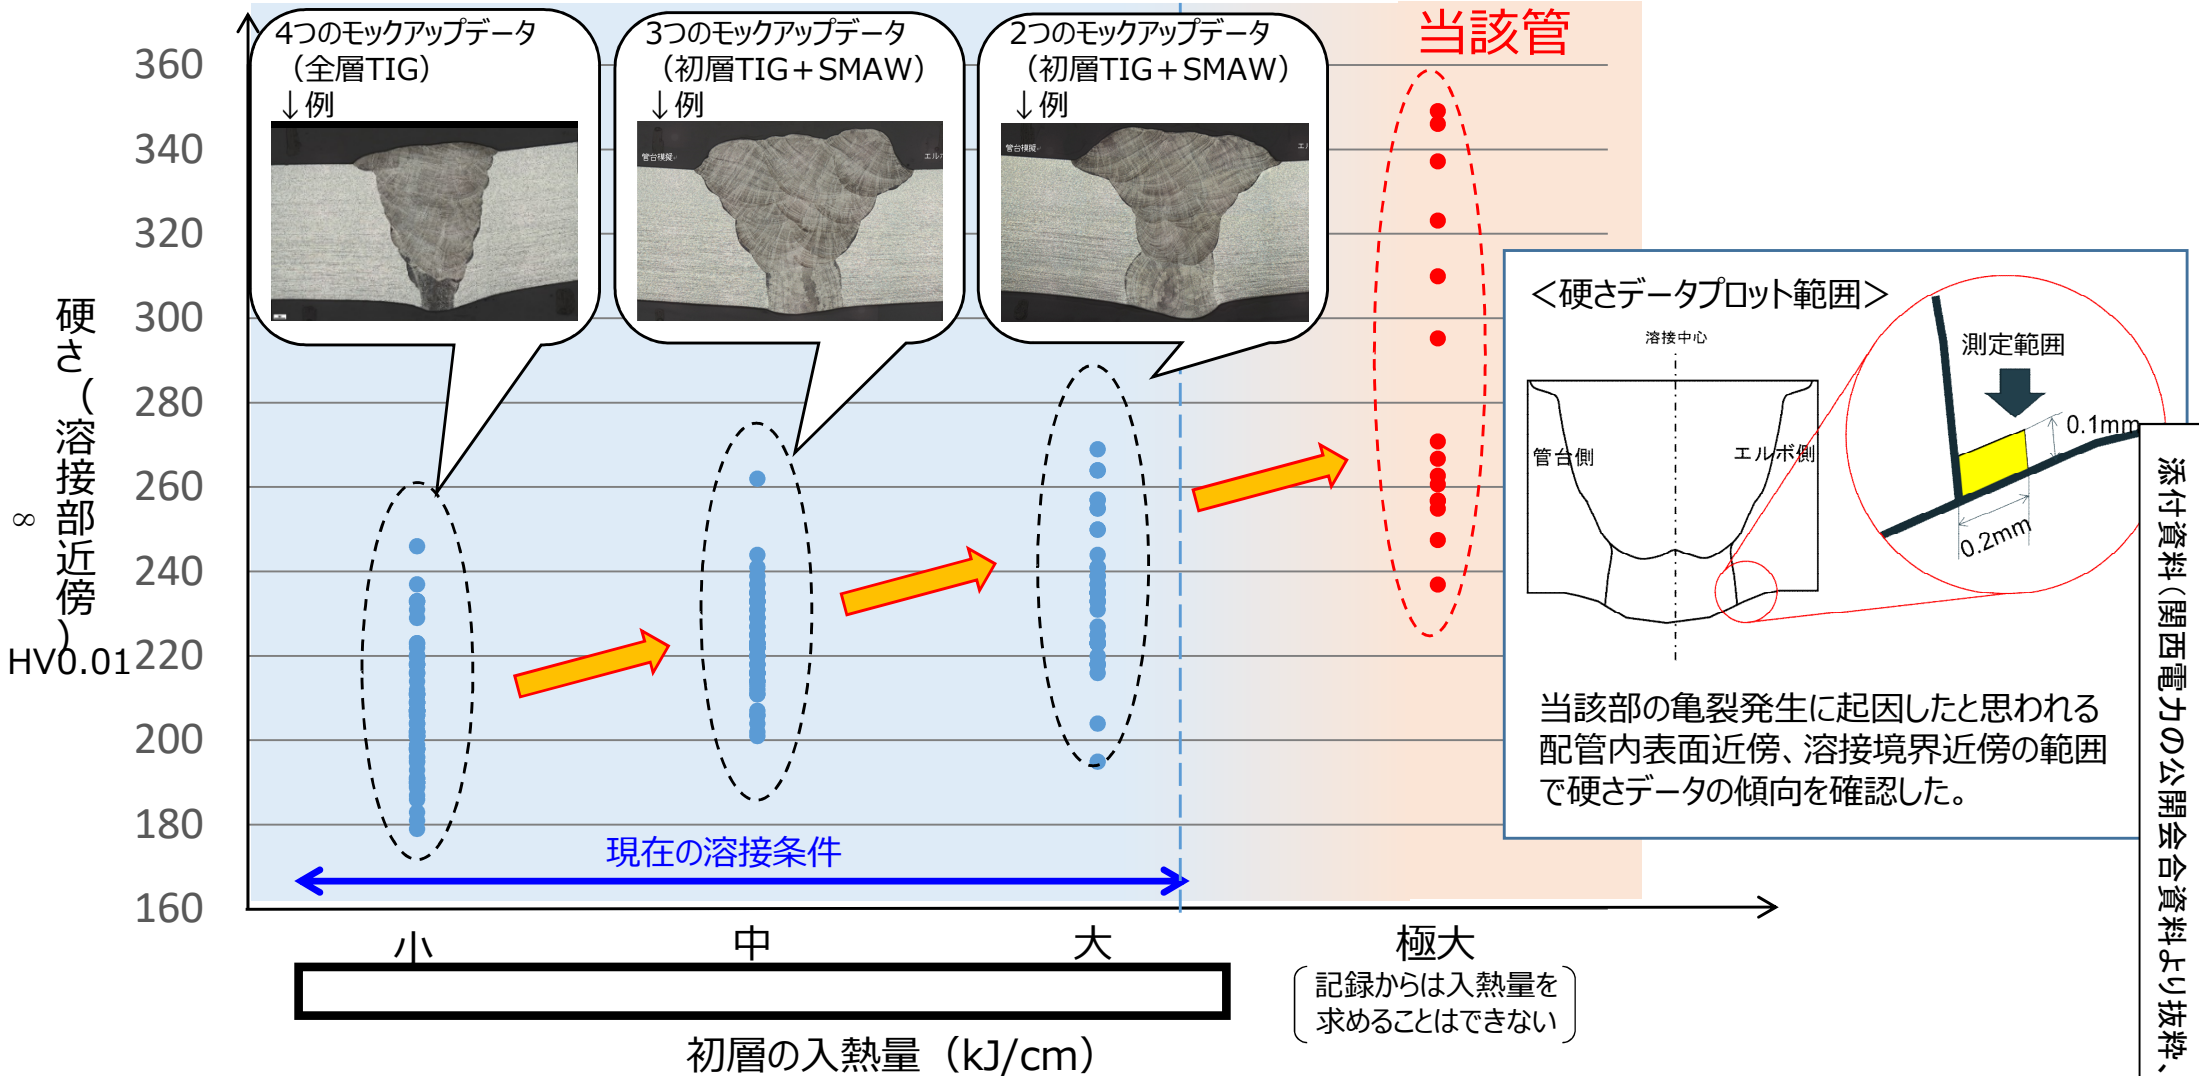 4つのモックアップデータ
（全層TIG）
↓例
3つのモックアップデータ
（初層TIG＋SMAW）
↓例
管台模擬
2つのモックアップデータ
（初層TIG＋SMAW）
↓例
管台模擬
当該管
360
340
320
300
280
260
240
220
200
180
160
硬さ（溶接部近傍）
∞
HV0.01
現在の溶接条件
小
中
大
極大
記録からは入熱量を
求めることはできない
初層の入熱量（kJ/cm）
＜硬さデータプロット範囲＞
溶接中心
管台側
エルボ側
測定範囲
0.1mm
0.2mm
当該部の亀裂発生に起因したと思われる
配管内表面近傍、溶接境界近傍の範囲
で硬さデータの傾向を確認した。
添付資料（関西電力の公開会合資料より抜粋、